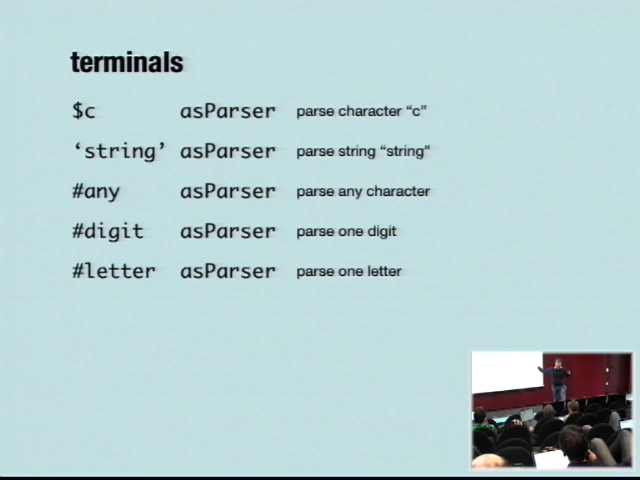 terminals
$c asParser parse character “c”
‘string’ asParser parse string “string”
#any asParser parse any character
#digit asParser parse one digit
#letter asParser parse one letter